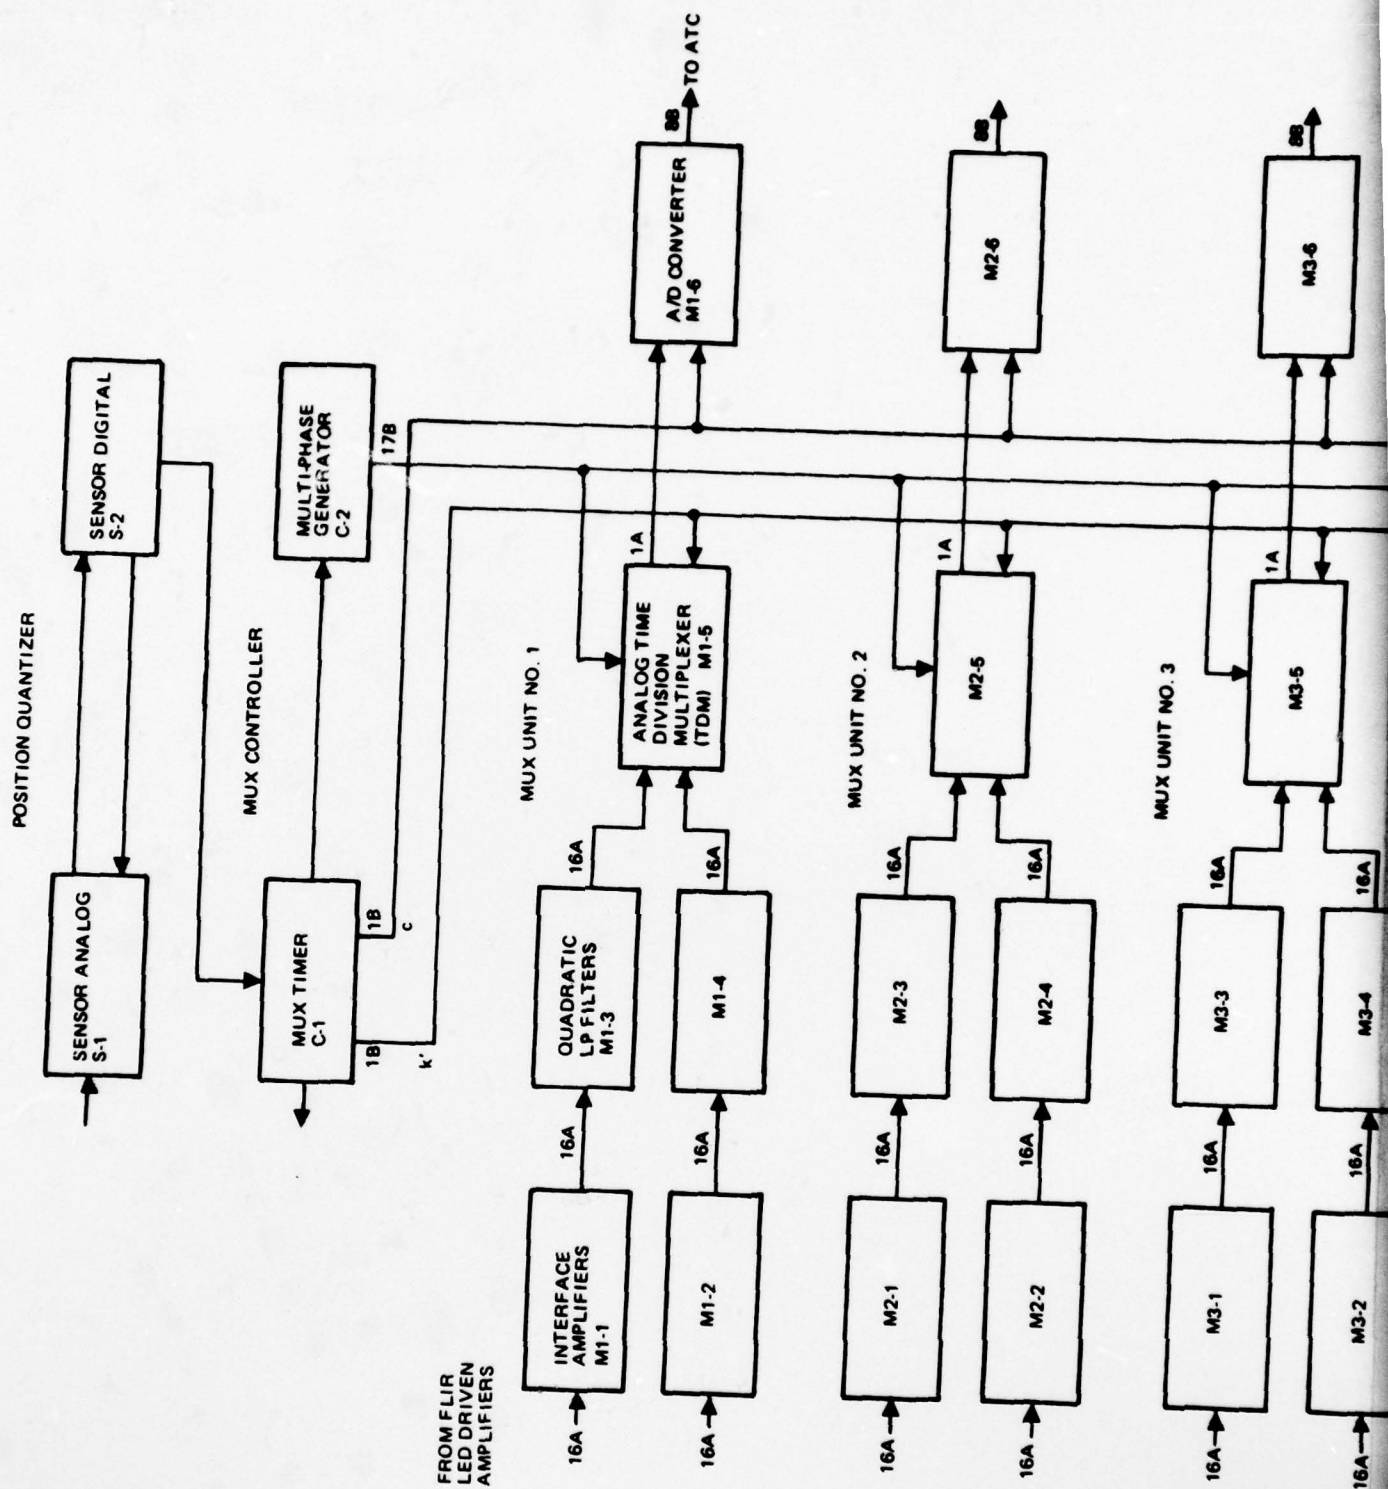 POSITION QUANTIZER
SENSOR ANALOG
S-1
SENSOR DIGITAL
S-2
MUX CONTROLLER
MUX TIMER
C-1
1B
k'
1B
c
MULTI-PHASE
GENERATOR
C-2
17B
FROM FLIR
LED DRIVEN
AMPLIFIERS
MUX UNIT NO. 1
16A
INTERFACE
AMPLIFIERS
M1-1
16A
QUADRATIC
LP FILTERS
M1-3
16A
ANALOG TIME
DIVISION
MULTIPLEXER
(TDM) M1-5
1A
A/D CONVERTER
M1-6
8B
TO ATC
16A
M1-2
16A
M1-4
16A
MUX UNIT NO. 2
16A
M2-1
16A
M2-3
16A
M2-5
1A
M2-6
8B
16A
M2-2
16A
M2-4
16A
MUX UNIT NO. 3
16A
M3-1
16A
M3-3
16A
M3-5
1A
M3-6
8B
16A
M3-2
16A
M3-4
16A